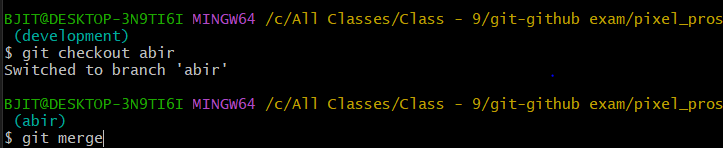 BJIT@DESKTOP-3N9TI6I MINGW64 /c/All Classes/Class - 9/git-github exam/pixel_pros
(development)
$ git checkout abir
Switched to branch 'abir'
BJIT@DESKTOP-3N9TI6I MINGW64 /c/All Classes/Class - 9/git-github exam/pixel_pros
(abir)
$ git merge